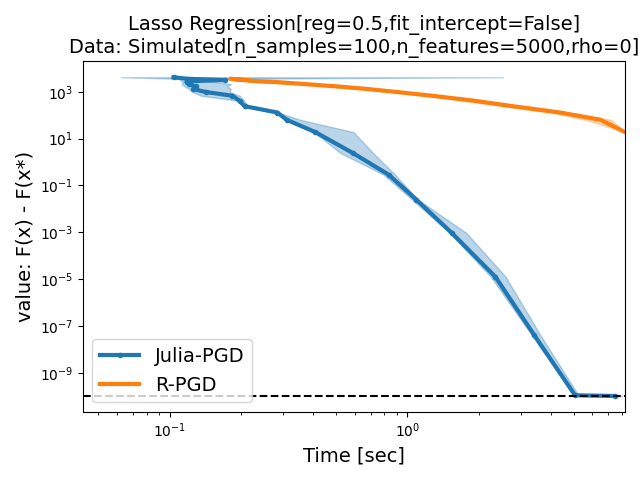 Lasso Regression[reg=0.5,fit_intercept=False]
Data: Simulated[n_samples=100,n_features=5000,rho=0]
value: F(x) - F(x*)
10³
10¹
10⁻¹
10⁻³
10⁻⁵
10⁻⁷
10⁻⁹
Julia-PGD
R-PGD
10⁻¹
10⁰
Time [sec]